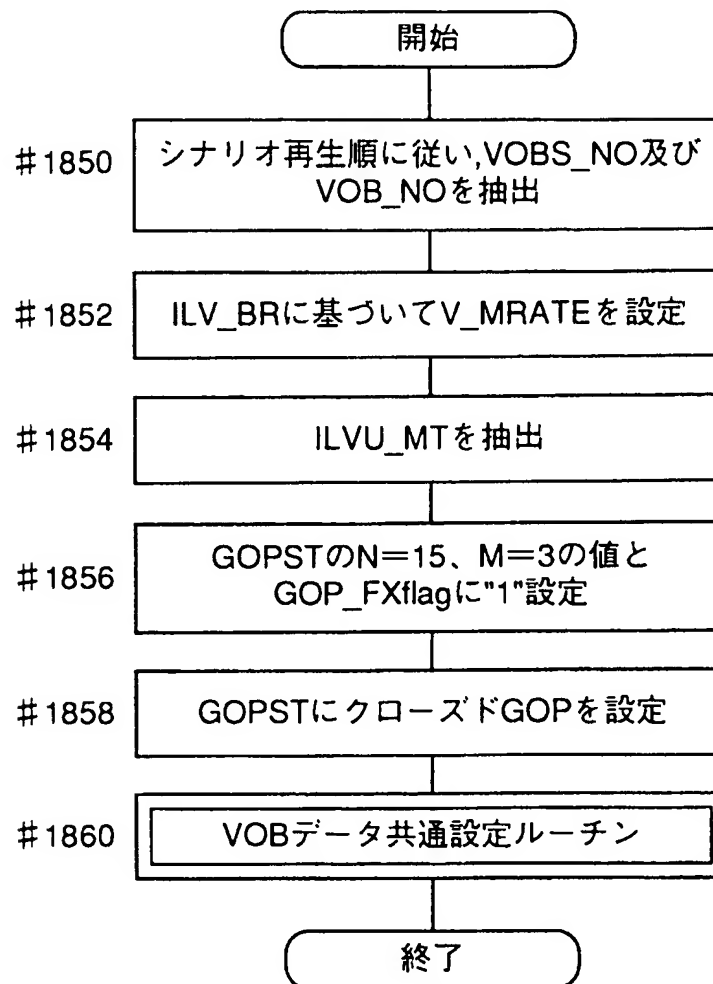 開始
#1850 シナリオ再生順に従い,VOBS_NO及び
VOB_NOを抽出
#1852 ILV_BRに基づいてV_MRATEを設定
#1854 ILVU_MTを抽出
#1856 GOPSTのN=15、M=3の値と
GOP_FXflagに"1"設定
#1858 GOPSTにクローズドGOPを設定
#1860 VOBデータ共通設定ルーチン
終了